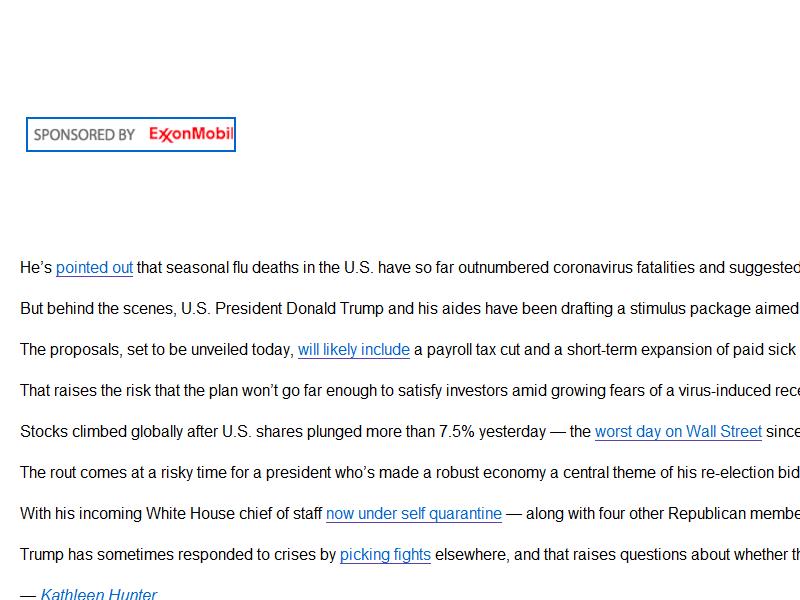 SPONSORED BY ExxonMobil
He's pointed out that seasonal flu deaths in the U.S. have so far outnumbered coronavirus fatalities and suggested
But behind the scenes, U.S. President Donald Trump and his aides have been drafting a stimulus package aimed
The proposals, set to be unveiled today, will likely include a payroll tax cut and a short-term expansion of paid sick
That raises the risk that the plan won't go far enough to satisfy investors amid growing fears of a virus-induced rece
Stocks climbed globally after U.S. shares plunged more than 7.5% yesterday — the worst day on Wall Street since
The rout comes at a risky time for a president who's made a robust economy a central theme of his re-election bid
With his incoming White House chief of staff now under self quarantine — along with four other Republican membe
Trump has sometimes responded to crises by picking fights elsewhere, and that raises questions about whether th
— Kathleen Hunter